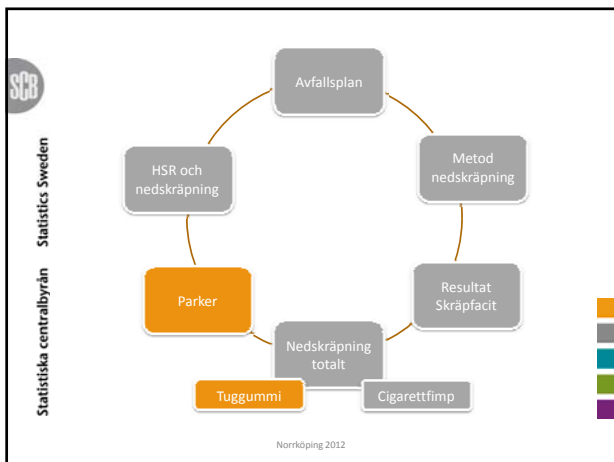 SCB
Statistiska centralbyrån Statistics Sweden
Avfallsplan
Metod
nedskräpning
Resultat
Skräpfacit
Nedskräpning
totalt
Cigarettfimp
Tuggummi
Parker
HSR och
nedskräpning
Norrköping 2012